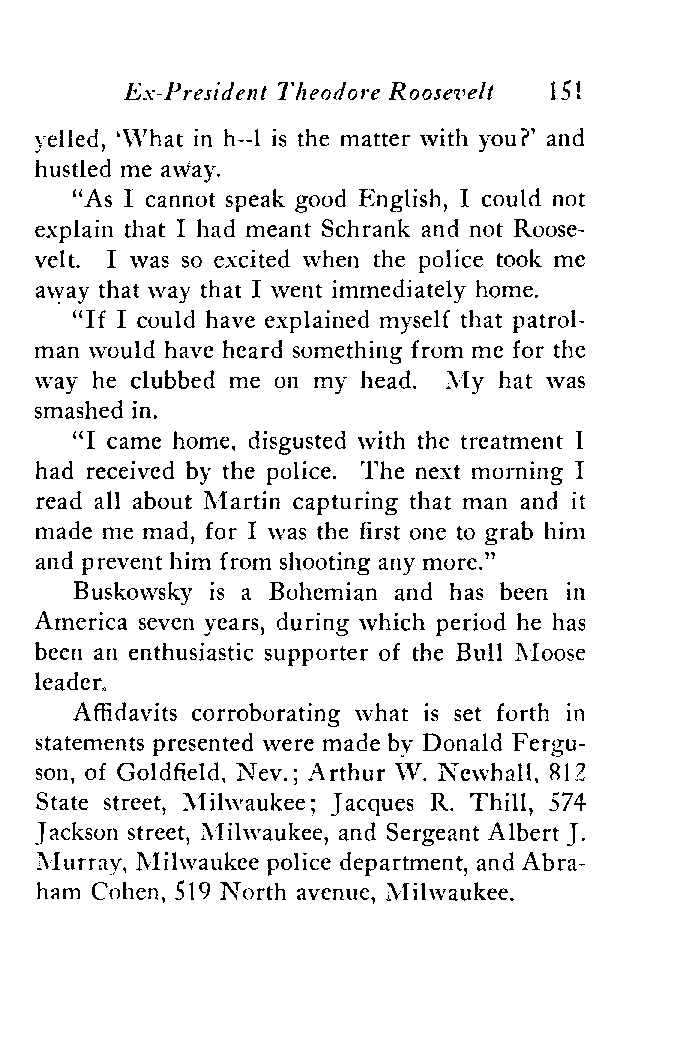 Ex-President Theodore Roosevelt 151
yelled, ‘What in h--l is the matter with you?’ and
hustled me away.
“As I cannot speak good English, I could not
explain that I had meant Schrank and not Roose-
velt. I was so excited when the police took me
away that way that I went immediately home.
“If I could have explained myself that patrol-
man would have heard something from me for the
way he clubbed me on my head. My hat was
smashed in.
“I came home, disgusted with the treatment I
had received by the police. The next morning I
read all about Martin capturing that man and it
made me mad, for I was the first one to grab him
and prevent him from shooting any more.”
Buskowsky is a Bohemian and has been in
America seven years, during which period he has
been an enthusiastic supporter of the Bull Moose
leader.
Affidavits corroborating what is set forth in
statements presented were made by Donald Fergu-
son, of Goldfield, Nev.; Arthur W. Newhall, 812
State street, Milwaukee; Jacques R. Thill, 574
Jackson street, Milwaukee, and Sergeant Albert J.
Murray, Milwaukee police department, and Abra-
ham Cohen, 519 North avenue, Milwaukee.